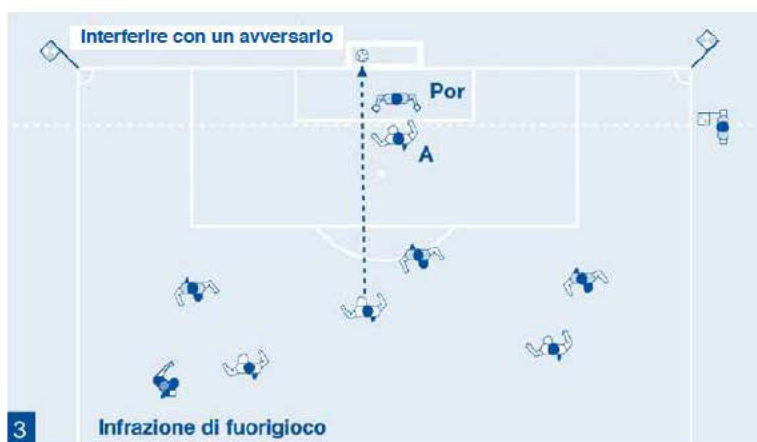 Interferire con un avversario
Por
A
3
Infrazione di fuorigioco